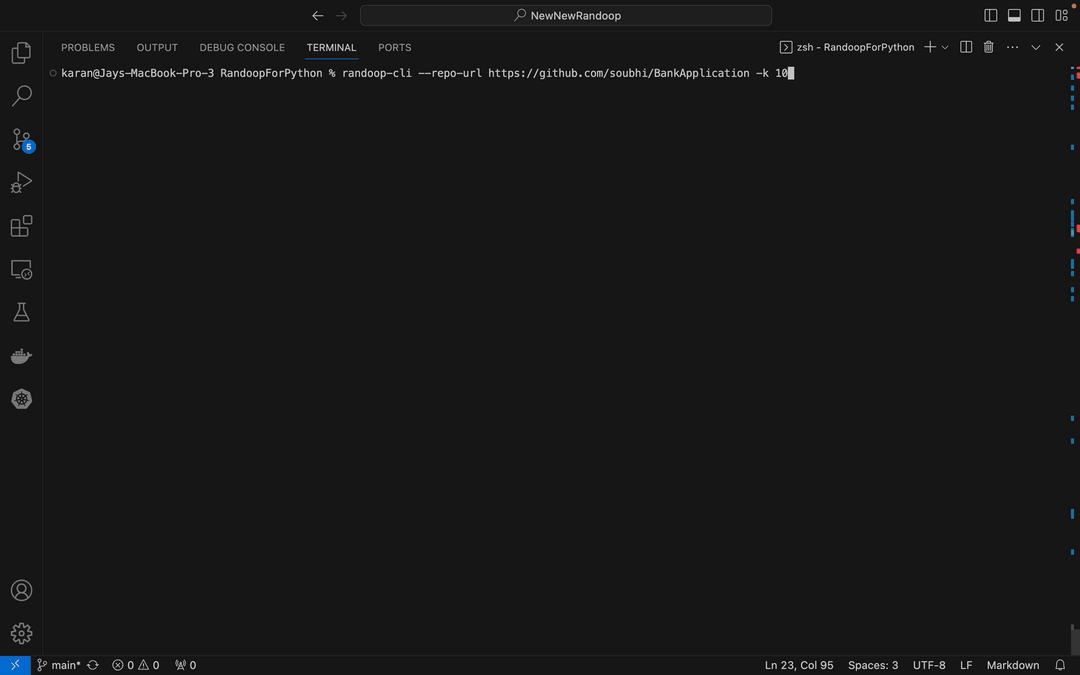 NewNewRandoop
PROBLEMS OUTPUT DEBUG CONSOLE TERMINAL PORTS
zsh - RandoopForPython
karan@Jays-MacBook-Pro-3 RandoopForPython % randoop-cli --repo-url https://github.com/soubhi/BankApplication -k 10
5
main* 0 0 0
Ln 23, Col 95 Spaces: 3 UTF-8 LF Markdown